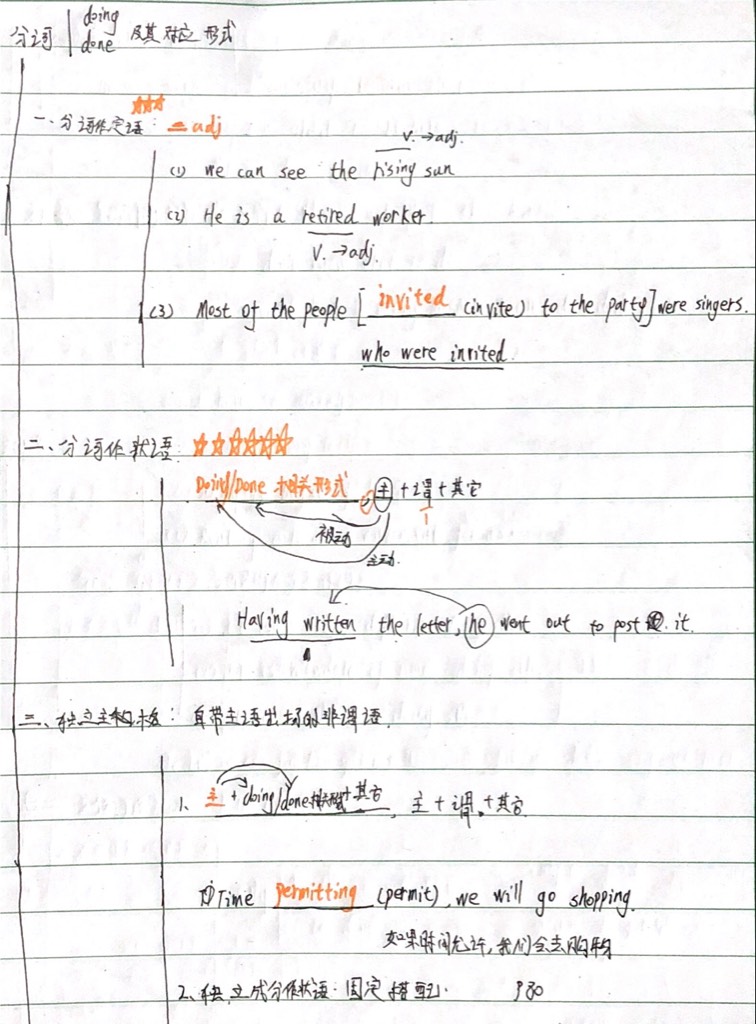 分词 doing
done 及其对应形式
一、分词作定语: = adj
V. → adj.
(1) we can see the rising sun
(2) He is a retired worker
V. → adj.
(3) Most of the people [ invited (invite) to the party] were singers.
who were invited.
二、分词作状语:
Doing/Done 相关形式, 主 + 谓 + 其它
被动
主动
Having written the letter, he went out to post it.
三、独立主格: 自带主语出场的非谓语.
1、主 + doing/done相关形式+其它, 主 + 谓 + 其它.
① Time permitting (permit), we will go shopping.
如果时间允许, 我们会去购物
2、独立成分作状语: 固定搭配. P30